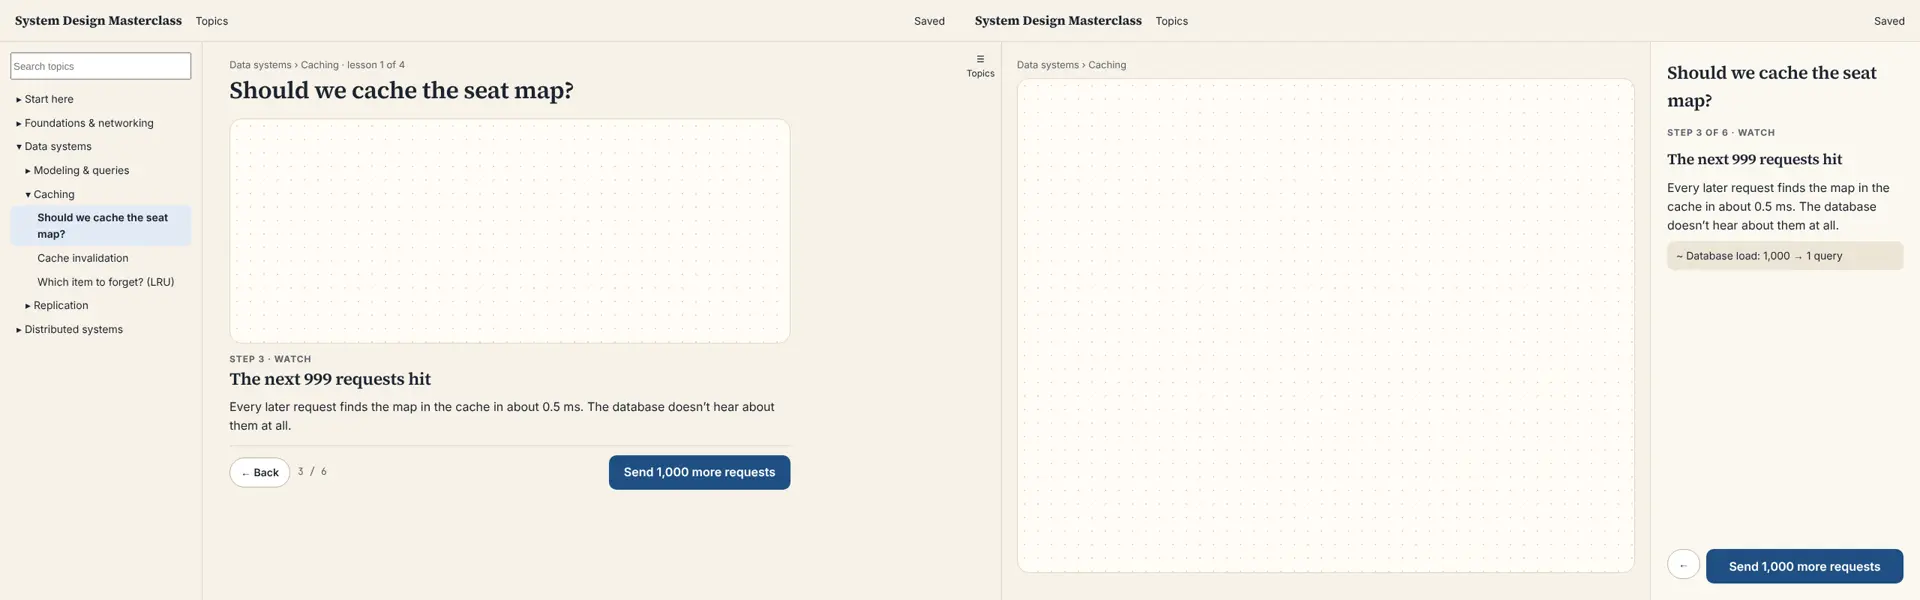 System Design Masterclass Topics Saved
Search topics
▸ Start here
▸ Foundations & networking
▾ Data systems
▸ Modeling & queries
▾ Caching
Should we cache the seat
map?
Cache invalidation
Which item to forget? (LRU)
▸ Replication
▸ Distributed systems
Data systems › Caching · lesson 1 of 4
Should we cache the seat map?
STEP 3 · WATCH
The next 999 requests hit
Every later request finds the map in the cache in about 0.5 ms. The database doesn’t hear about
them at all.
← Back 3 / 6 Send 1,000 more requests
System Design Masterclass Topics Saved
☰
Topics
Data systems › Caching
Should we cache the seat
map?
STEP 3 OF 6 · WATCH
The next 999 requests hit
Every later request finds the map in the
cache in about 0.5 ms. The database
doesn’t hear about them at all.
~ Database load: 1,000 → 1 query
← Send 1,000 more requests